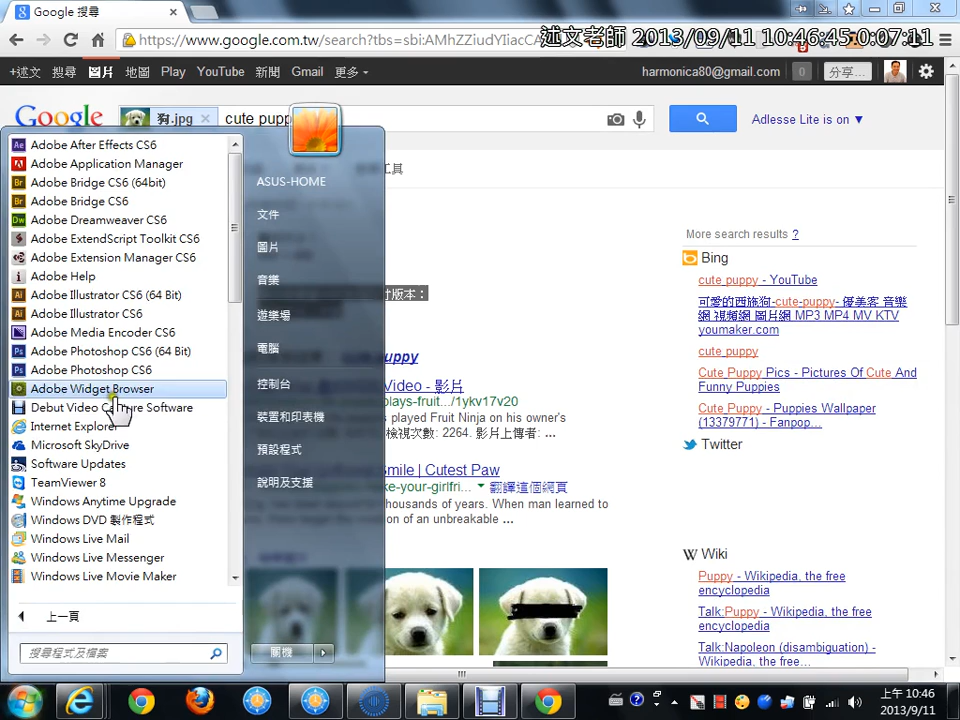 Google 搜尋
https://www.google.com.tw/search?tbs=sbi:AMhZZiudYIiacCA
述文老師 2013/09/11 10:46:45 0:07:11
+述文 搜尋 圖片 地圖 Play YouTube 新聞 Gmail 更多
harmonica80@gmail.com 0 分享...
Google 狗.jpg cute pupp
Adlesse Lite is on ▼
工具
Adobe After Effects CS6
Adobe Application Manager
Adobe Bridge CS6 (64bit)
Adobe Bridge CS6
Adobe Dreamweaver CS6
Adobe ExtendScript Toolkit CS6
Adobe Extension Manager CS6
Adobe Help
Adobe Illustrator CS6 (64 Bit)
Adobe Illustrator CS6
Adobe Media Encoder CS6
Adobe Photoshop CS6 (64 Bit)
Adobe Photoshop CS6
Adobe Widget Browser
Debut Video Capture Software
Internet Explorer
Microsoft SkyDrive
Software Updates
TeamViewer 8
Windows Anytime Upgrade
Windows DVD 製作程式
Windows Live Mail
Windows Live Messenger
Windows Live Movie Maker
上一頁
搜尋程式及檔案
ASUS-HOME
文件
圖片
音樂
遊樂場
電腦
控制台
裝置和印表機
預設程式
說明及支援
關機
寸版本：
puppy
Video - 影片
plays-fruit.../1ky17v20
s played Fruit Ninja on his owner's
檢視次數: 2264. 影片上傳者: ...
Smile | Cutest Paw
ke-your-girlfri... ▼ 翻譯這個網頁
housands of years. When man learned to
on of an unbreakable ...
More search results ?
Bing
cute puppy - YouTube
可愛的西施狗-cute-puppy- 優美客 音樂
網 視頻網 圖片網 MP3 MP4 MV KTV
youmaker.com
cute puppy
Cute Puppy Pics - Pictures Of Cute And
Funny Puppies
Cute Puppy - Puppies Wallpaper
(13379771) - Fanpop...
Twitter
W Wiki
Puppy - Wikipedia, the free
encyclopedia
Talk:Puppy - Wikipedia, the free
encyclopedia
Talk:Naloson (disambiguation) -
Wikipedia, the free...
上午 10:46
2013/9/11